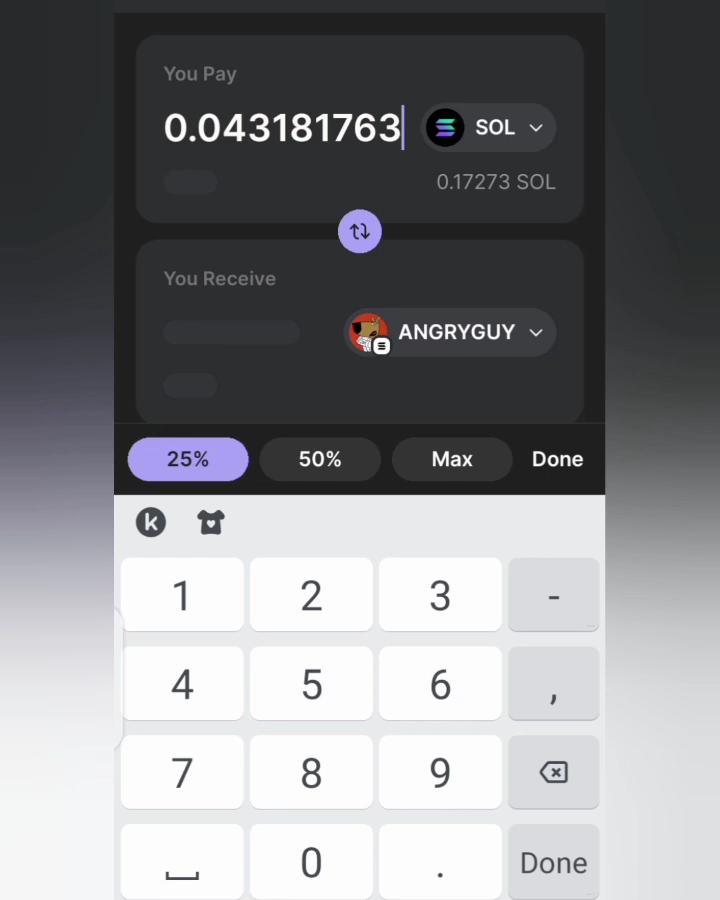 You Pay
0.043181763 SOL
0.17273 SOL
You Receive
ANGRYGUY
25% 50% Max Done
k
1 2 3 -
4 5 6 ,
7 8 9
0 . Done